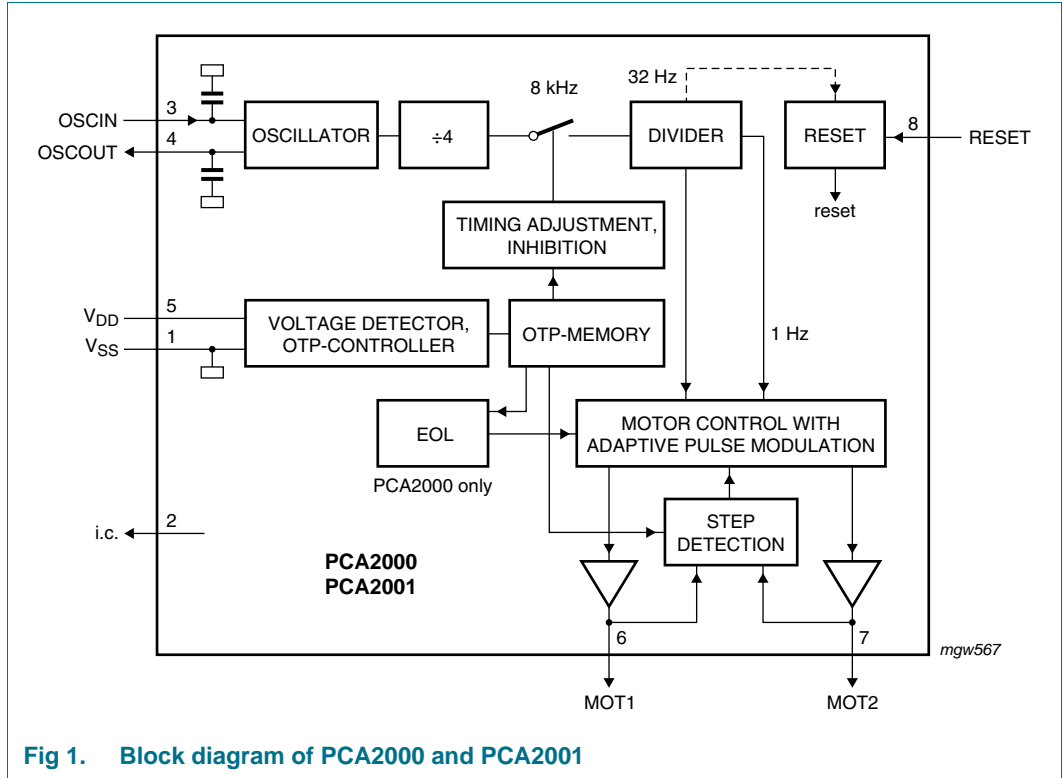 32 Hz
8 kHz
3
8
OSCIN
OSCILLATOR
÷4
DIVIDER
RESET
RESET
4
OSCOUT
reset
TIMING ADJUSTMENT,
INHIBITION
5
VDD
VOLTAGE DETECTOR,
OTP-CONTROLLER
OTP-MEMORY
1
VSS
1 Hz
EOL
MOTOR CONTROL WITH
ADAPTIVE PULSE MODULATION
PCA2000 only
2
i.c.
STEP
DETECTION
PCA2000
PCA2001
6
7
mgw567
MOT1
MOT2
Fig 1. Block diagram of PCA2000 and PCA2001